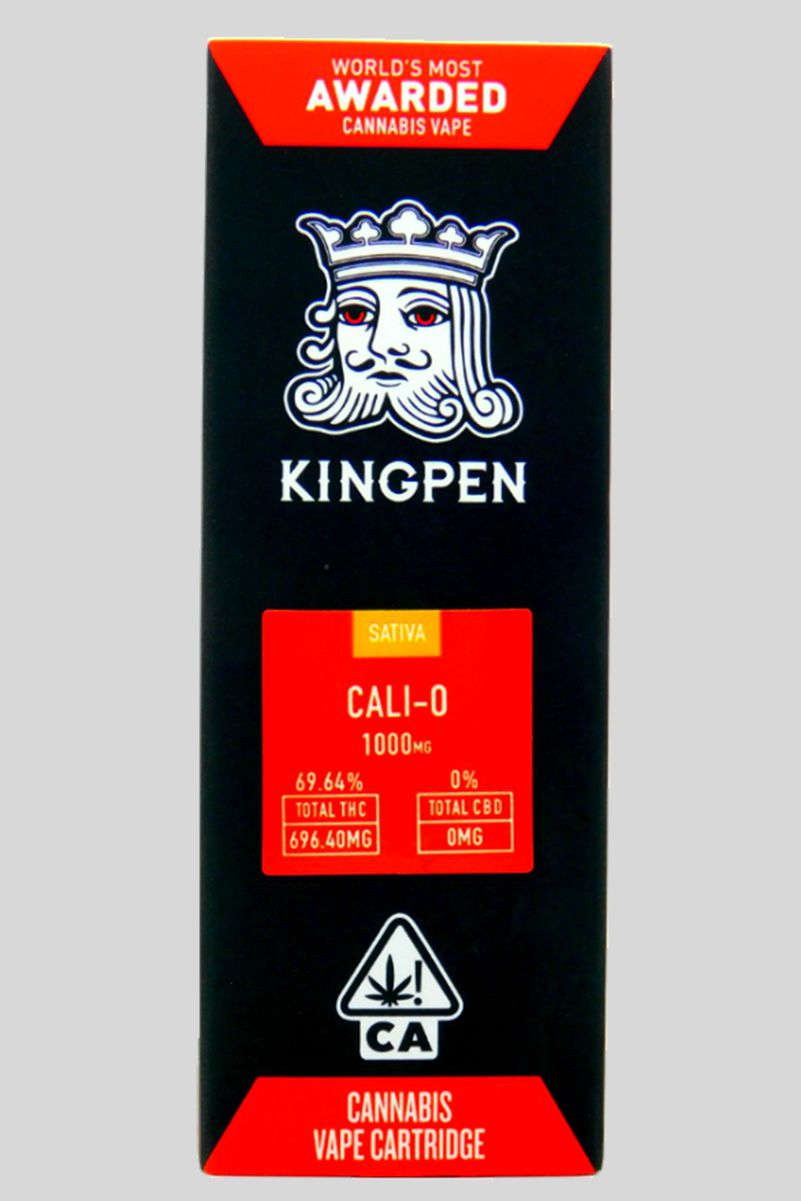 WORLD'S MOST
AWARDED
CANNABIS VAPE
KINGPEN
SATIVA
CALI-O
1000MG
69.64% 0%
TOTAL THC TOTAL CBD
696.40MG 0MG
CA
CANNABIS
VAPE CARTRIDGE